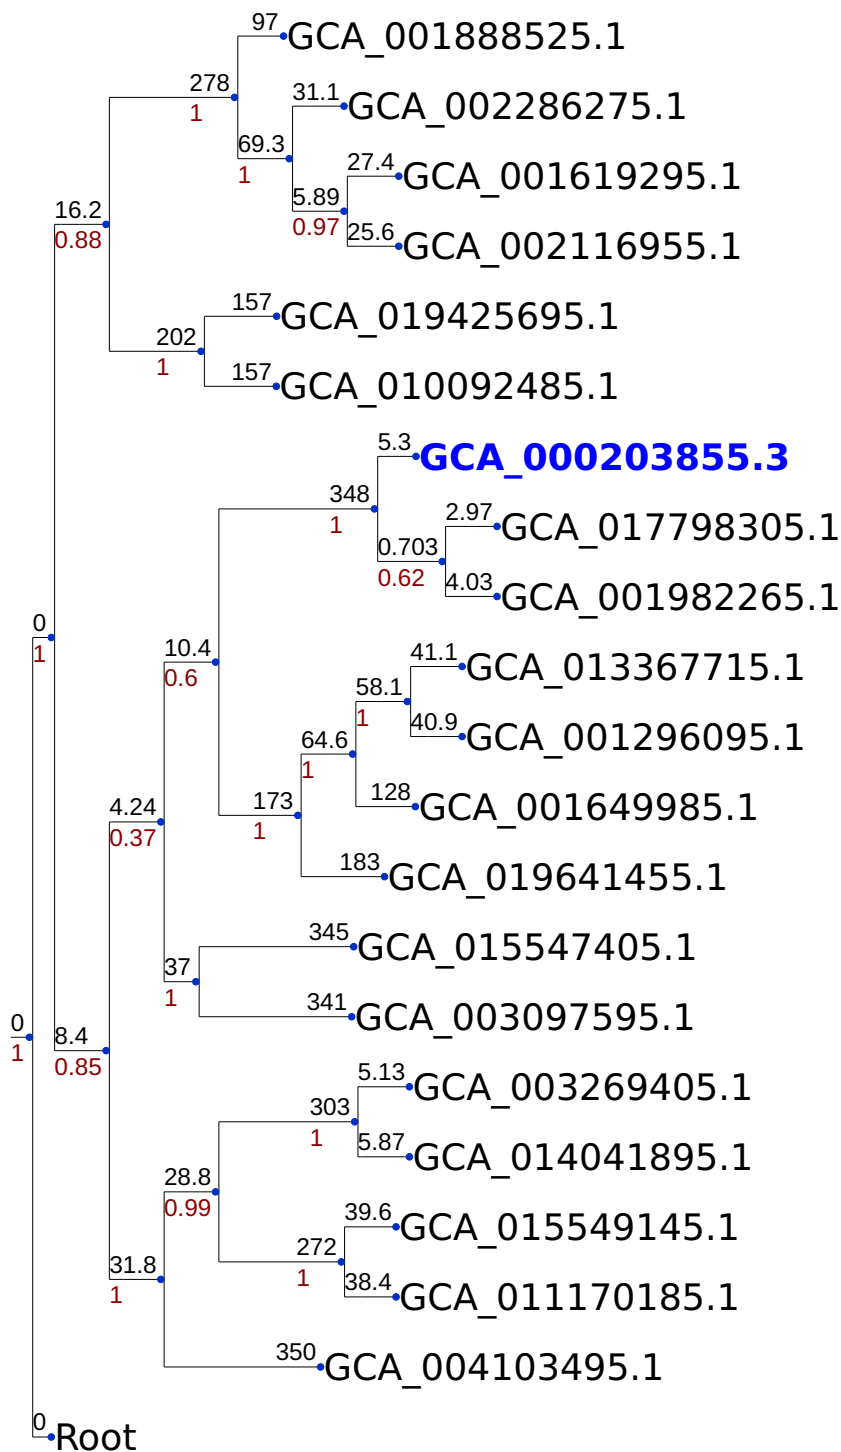 97
GCA_001888525.1
278
1
31.1
GCA_002286275.1
69.3
1
27.4
GCA_001619295.1
5.89
0.97
25.6
GCA_002116955.1
16.2
0.88
157
GCA_019425695.1
202
1
157
GCA_010092485.1
5.3
GCA_000203855.3
348
1
2.97
GCA_017798305.1
0.703
0.62
4.03
GCA_001982265.1
0
1
10.4
0.6
41.1
GCA_013367715.1
58.1
1
40.9
GCA_001296095.1
64.6
1
128
GCA_001649985.1
4.24
0.37
173
1
183
GCA_019641455.1
345
GCA_015547405.1
37
1
341
GCA_003097595.1
0
1
8.4
0.85
5.13
GCA_003269405.1
303
1
5.87
GCA_014041895.1
28.8
0.99
39.6
GCA_015549145.1
272
1
38.4
GCA_011170185.1
31.8
1
350
GCA_004103495.1
0
Root